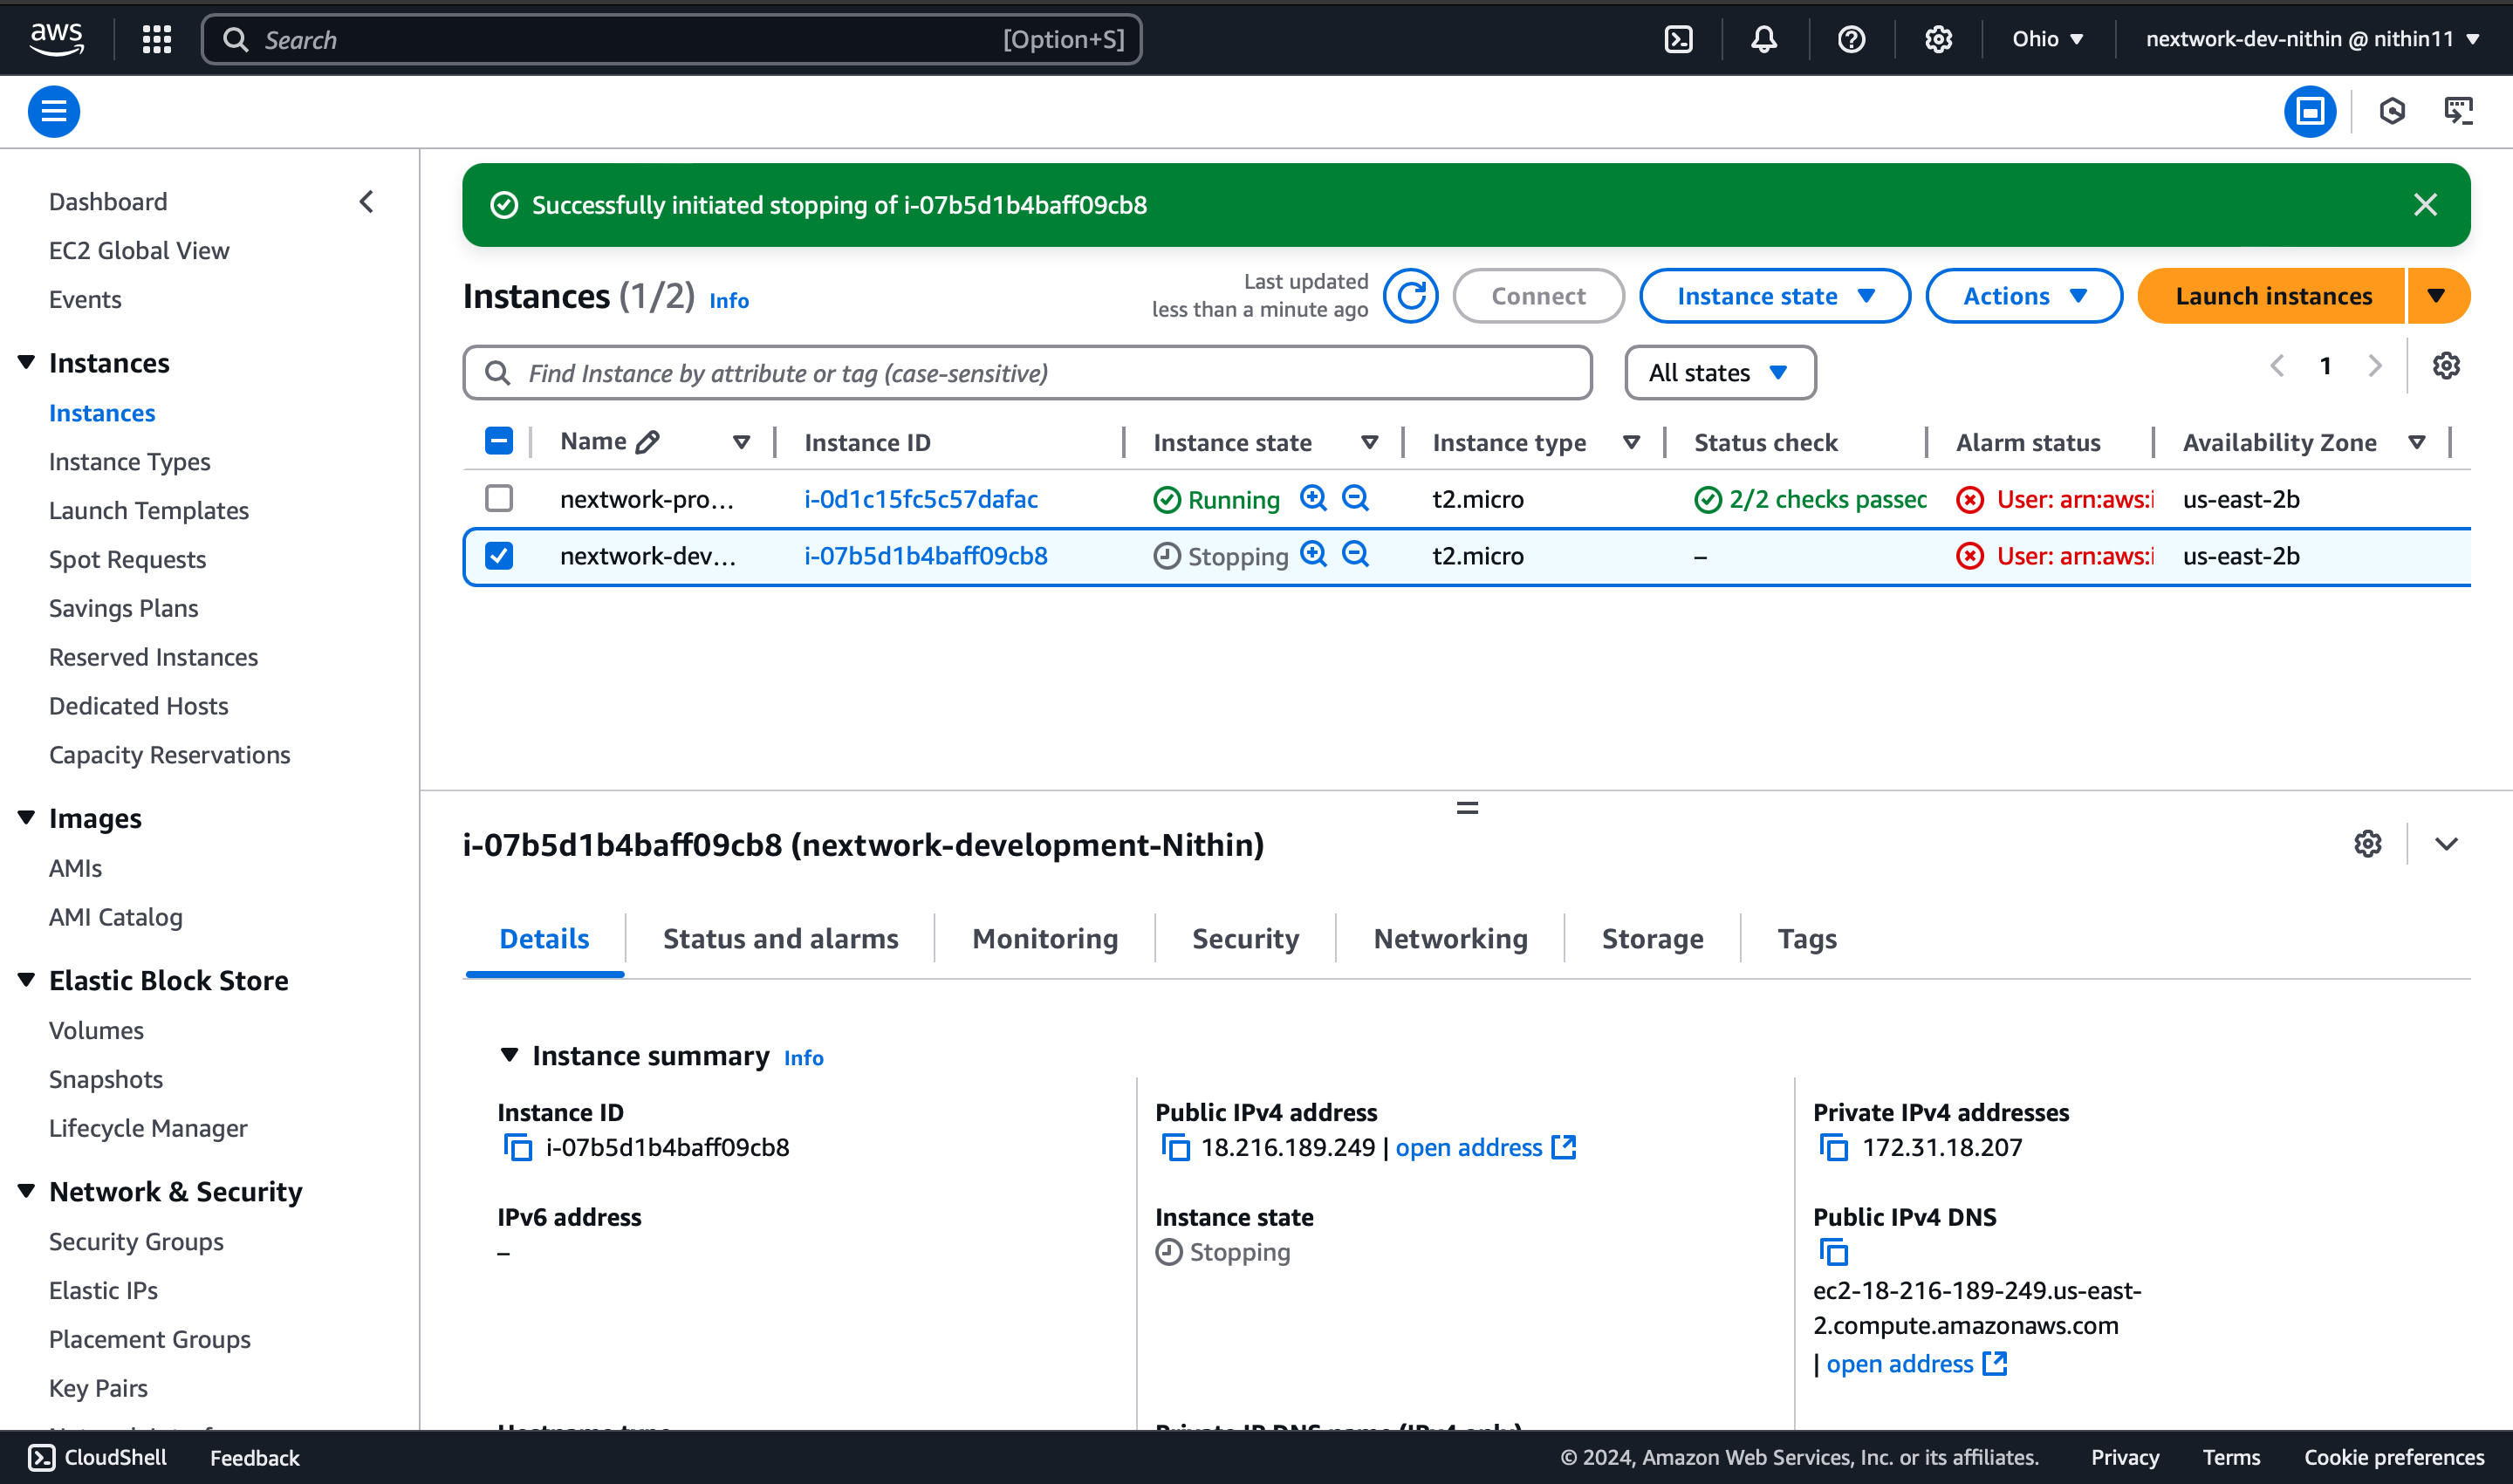 aws
Search
[Option+S]
Ohio
nextwork-dev-nithin @ nithin11
Dashboard
EC2 Global View
Events
Instances
Instances
Instance Types
Launch Templates
Spot Requests
Savings Plans
Reserved Instances
Dedicated Hosts
Capacity Reservations
Images
AMIs
AMI Catalog
Elastic Block Store
Volumes
Snapshots
Lifecycle Manager
Network & Security
Security Groups
Elastic IPs
Placement Groups
Key Pairs
Successfully initiated stopping of i-07b5d1b4baff09cb8
Instances (1/2) Info
Last updated
less than a minute ago
Connect
Instance state
Actions
Launch instances
Find Instance by attribute or tag (case-sensitive)
All states
1
Name Instance ID Instance state Instance type Status check Alarm status Availability Zone
nextwork-pro... i-0d1c15fc5c57dafac Running t2.micro 2/2 checks passec User: arn:aws:i us-east-2b
nextwork-dev... i-07b5d1b4baff09cb8 Stopping t2.micro – User: arn:aws:i us-east-2b
i-07b5d1b4baff09cb8 (nextwork-development-Nithin)
Details Status and alarms Monitoring Security Networking Storage Tags
Instance summary Info
Instance ID
i-07b5d1b4baff09cb8
Public IPv4 address
18.216.189.249 | open address
Private IPv4 addresses
172.31.18.207
IPv6 address
–
Instance state
Stopping
Public IPv4 DNS
ec2-18-216-189-249.us-east-
2.compute.amazonaws.com
| open address
Hostname type
Private IP DNS name (IPv4 only)
CloudShell
Feedback
© 2024, Amazon Web Services, Inc. or its affiliates.
Privacy
Terms
Cookie preferences